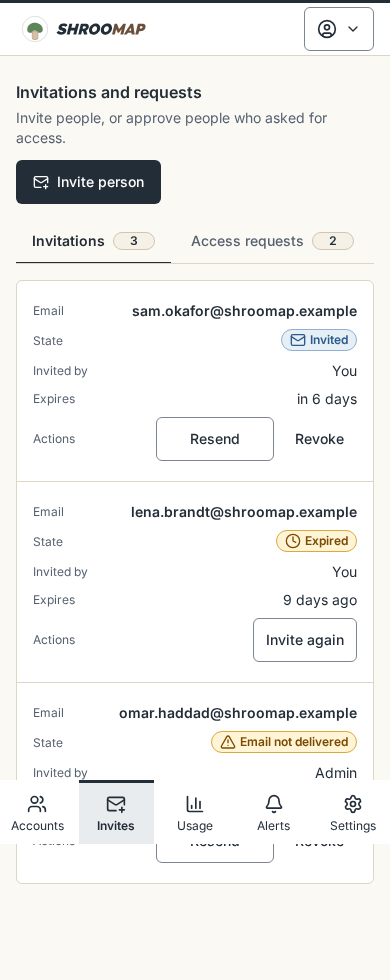 SHROOMAP
Invitations and requests
Invite people, or approve people who asked for
access.
Invite person
Invitations 3 Access requests 2
Email sam.okafor@shroomap.example
State Invited
Invited by You
Expires in 6 days
Actions Resend Revoke
Email lena.brandt@shroomap.example
State Expired
Invited by You
Expires 9 days ago
Actions Invite again
Email omar.haddad@shroomap.example
State Email not delivered
Invited by Admin
Accounts Invites Usage Alerts Settings
Actions Resend Revoke